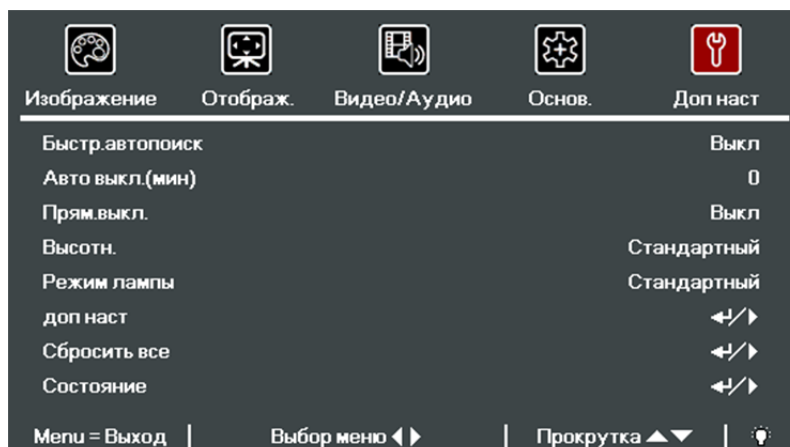 Изображение Отображ. Видео/Аудио Основ. Доп наст
Быстр.автопоиск Выкл
Авто выкл.(мин) 0
Прям.выкл. Выкл
Высотн. Стандартный
Режим лампы Стандартный
доп наст
Сбросить все
Состояние
Menu = Выход Выбор меню Прокрутка